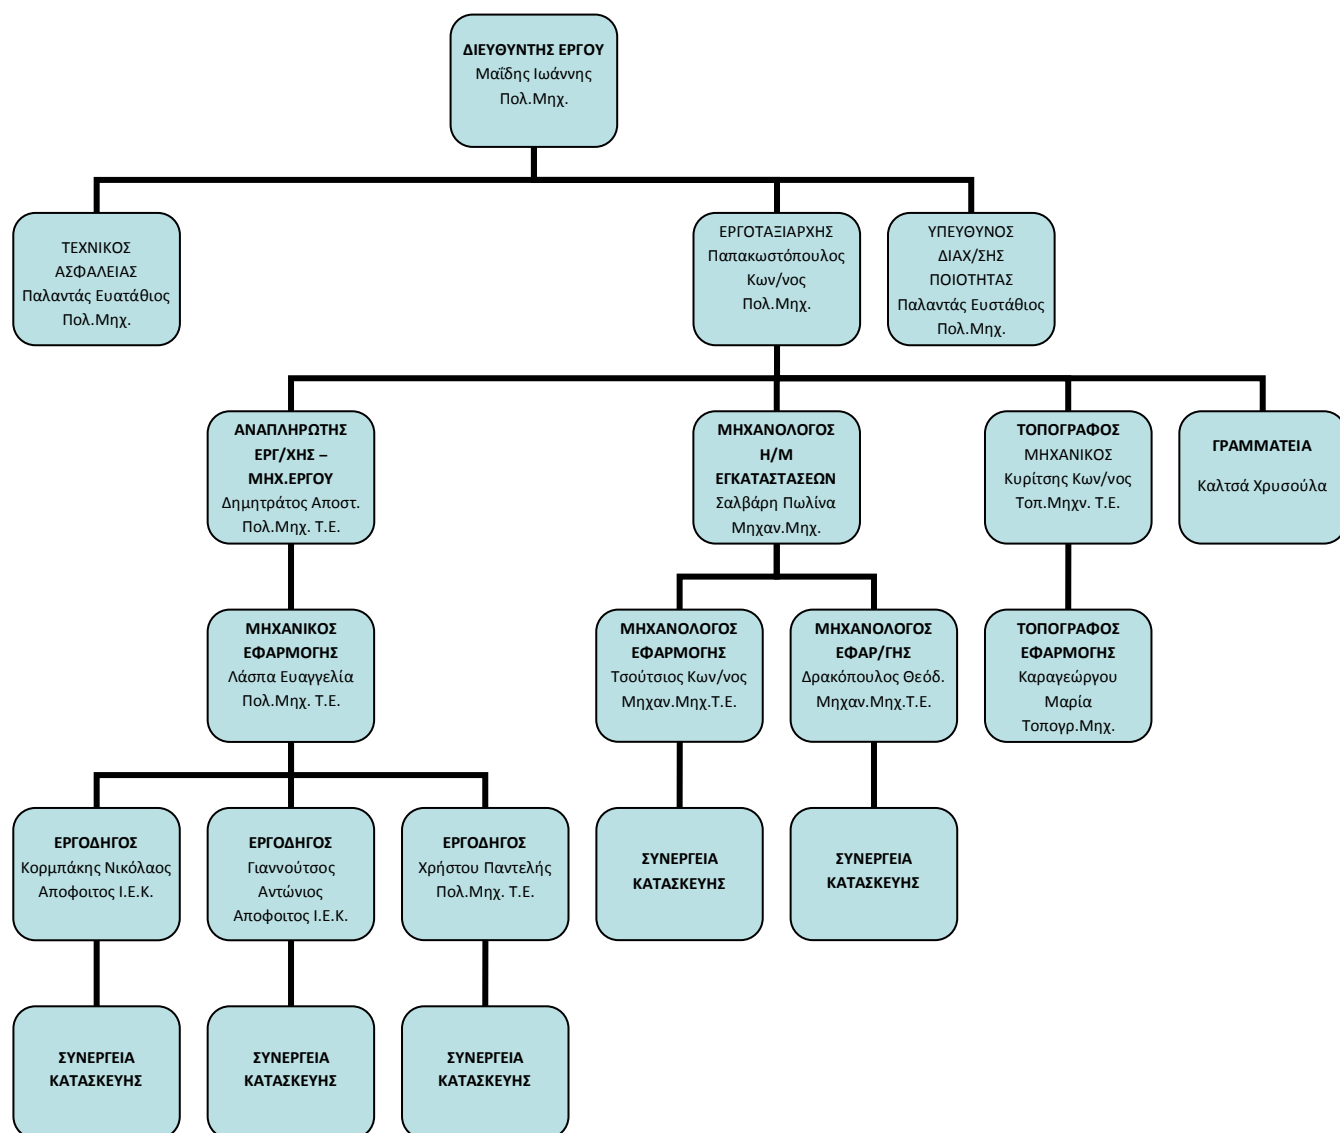 ΔΙΕΥΘΥΝΤΗΣ ΕΡΓΟΥ
Μαΐδης Ιωάννης
Πολ.Μηχ.
ΤΕΧΝΙΚΟΣ
ΑΣΦΑΛΕΙΑΣ
Παλαντάς Ευατάθιος
Πολ.Μηχ.
ΕΡΓΟΤΑΞΙΑΡΧΗΣ
Παπακωστόπουλος
Κων/νος
Πολ.Μηχ.
ΥΠΕΥΘΥΝΟΣ
ΔΙΑΧ/ΣΗΣ
ΠΟΙΟΤΗΤΑΣ
Παλαντάς Ευστάθιος
Πολ.Μηχ.
ΑΝΑΠΛΗΡΩΤΗΣ
ΕΡΓ/ΧΗΣ –
ΜΗΧ.ΕΡΓΟΥ
Δημητράτος Αποστ.
Πολ.Μηχ. Τ.Ε.
ΜΗΧΑΝΟΛΟΓΟΣ
Η/Μ
ΕΓΚΑΤΑΣΤΑΣΕΩΝ
Σαλβάρη Πωλίνα
Μηχαν.Μηχ.
ΤΟΠΟΓΡΑΦΟΣ
ΜΗΧΑΝΙΚΟΣ
Κυρίτσης Κων/νος
Τοπ.Μηχν. Τ.Ε.
ΓΡΑΜΜΑΤΕΙΑ
Καλτσά Χρυσούλα
ΜΗΧΑΝΙΚΟΣ
ΕΦΑΡΜΟΓΗΣ
Λάσπα Ευαγγελία
Πολ.Μηχ. Τ.Ε.
ΜΗΧΑΝΟΛΟΓΟΣ
ΕΦΑΡΜΟΓΗΣ
Τσούτσιος Κων/νος
Μηχαν.Μηχ.Τ.Ε.
ΜΗΧΑΝΟΛΟΓΟΣ
ΕΦΑΡ/ΓΗΣ
Δρακόπουλος Θεόδ.
Μηχαν.Μηχ.Τ.Ε.
ΤΟΠΟΓΡΑΦΟΣ
ΕΦΑΡΜΟΓΗΣ
Καραγεώργου
Μαρία
Τοπογρ.Μηχ.
ΕΡΓΟΔΗΓΟΣ
Κορμπάκης Νικόλαος
Αποφοιτος Ι.Ε.Κ.
ΕΡΓΟΔΗΓΟΣ
Γιαννούτσος
Αντώνιος
Αποφοιτος Ι.Ε.Κ.
ΕΡΓΟΔΗΓΟΣ
Χρήστου Παντελής
Πολ.Μηχ. Τ.Ε.
ΣΥΝΕΡΓΕΙΑ
ΚΑΤΑΣΚΕΥΗΣ
ΣΥΝΕΡΓΕΙΑ
ΚΑΤΑΣΚΕΥΗΣ
ΣΥΝΕΡΓΕΙΑ
ΚΑΤΑΣΚΕΥΗΣ
ΣΥΝΕΡΓΕΙΑ
ΚΑΤΑΣΚΕΥΗΣ
ΣΥΝΕΡΓΕΙΑ
ΚΑΤΑΣΚΕΥΗΣ